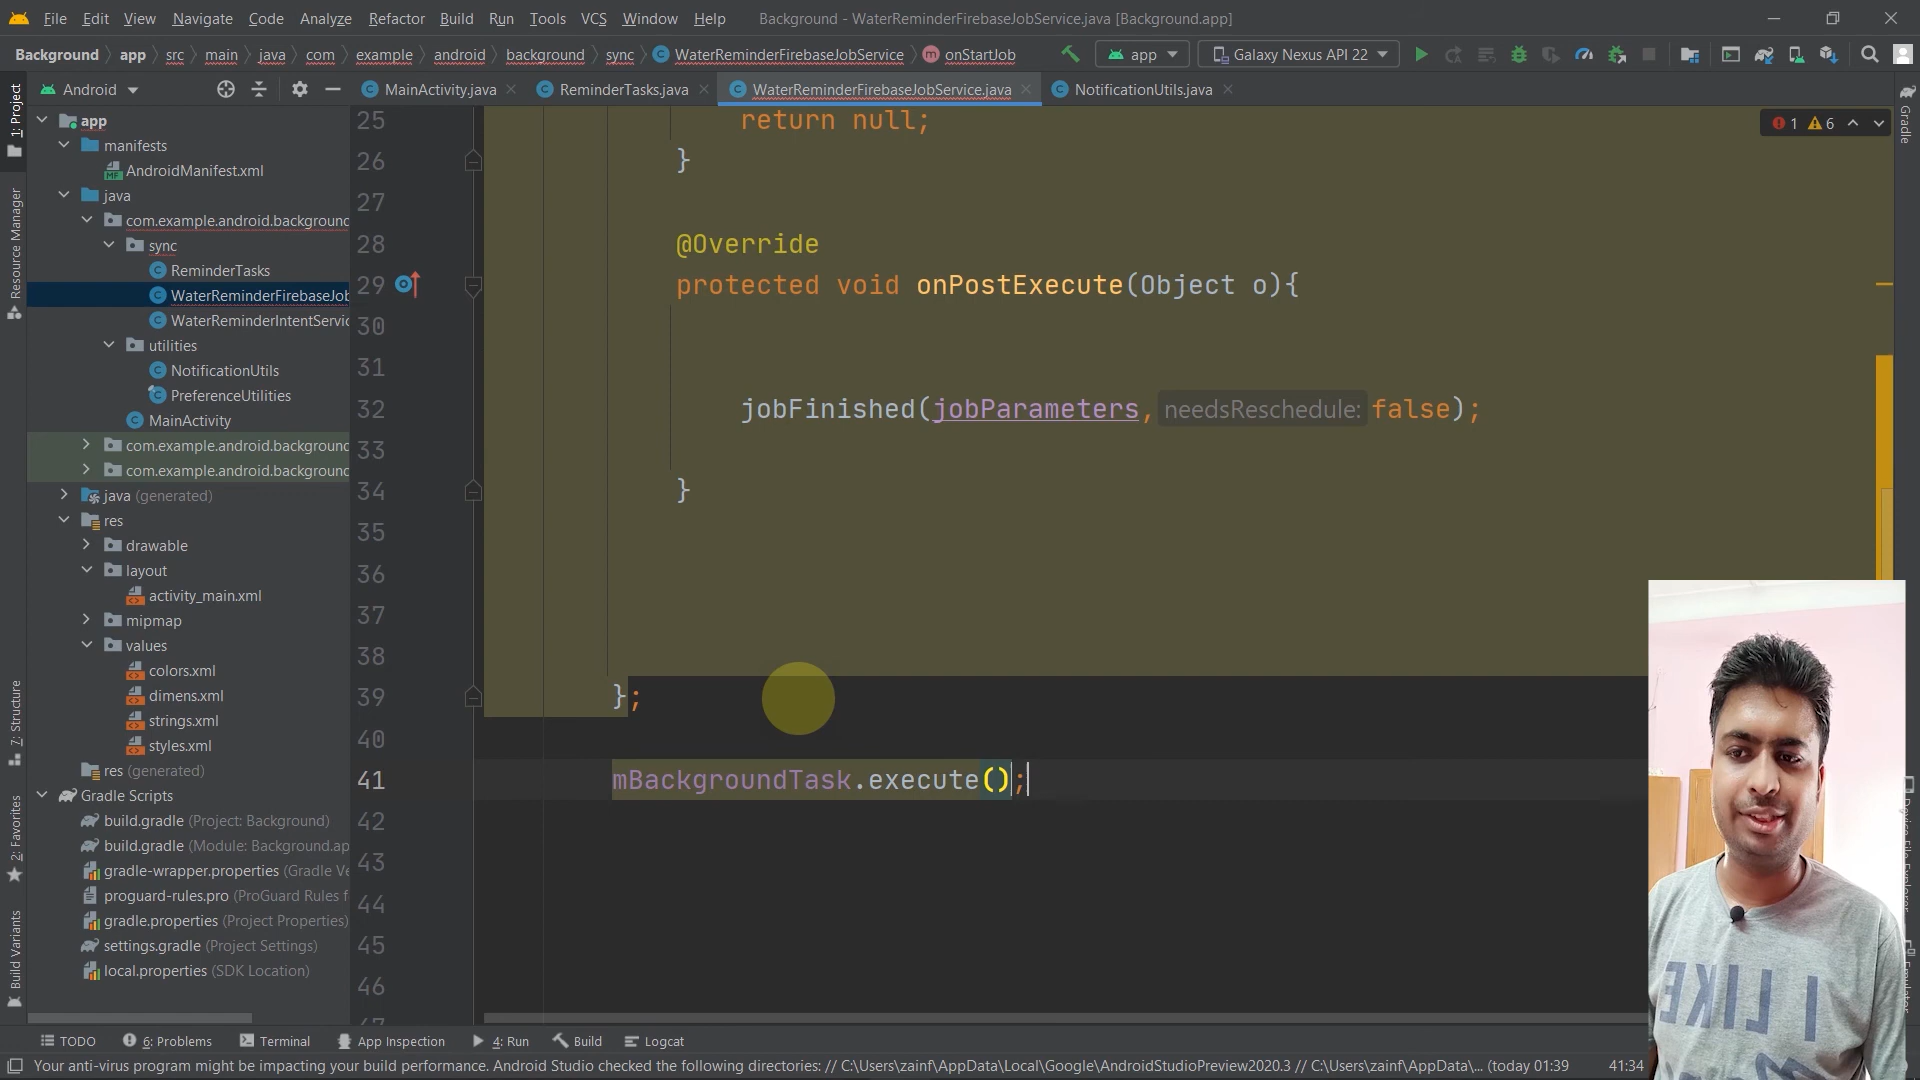 File Edit View Navigate Code Analyze Refactor Build Run Tools VCS Window Help Background - WaterReminderFirebaseJobService.java [Background.app]
Background app src main java com example android background sync WaterReminderFirebaseJobService onStartJob app Galaxy Nexus API 22
Android MainActivity.java ReminderTasks.java WaterReminderFirebaseJobService.java NotificationUtils.java
1: Project
Resource Manager
7: Structure
2: Favorites
Build Variants
app
manifests
AndroidManifest.xml
java
com.example.android.background
sync
ReminderTasks
WaterReminderFirebaseJob
WaterReminderIntentServic
utilities
NotificationUtils
PreferenceUtilities
MainActivity
com.example.android.background
com.example.android.background
java (generated)
res
drawable
layout
activity_main.xml
mipmap
values
colors.xml
dimens.xml
strings.xml
styles.xml
res (generated)
Gradle Scripts
build.gradle (Project: Background)
build.gradle (Module: Background.ap
gradle-wrapper.properties (Gradle Ve
proguard-rules.pro (ProGuard Rules f
gradle.properties (Project Properties)
settings.gradle (Project Settings)
local.properties (SDK Location)
25 return null;
26 }
27
28 @Override
29 protected void onPostExecute(Object o){
30
31
32 jobFinished(jobParameters, needsReschedule: false);
33
34 }
35
36
37
38
39 };
40
41 mBackgroundTask.execute();
42
43
44
45
46
1 6
Gradle
I LIKE
TODO 6: Problems Terminal App Inspection 4: Run Build Logcat
Your anti-virus program might be impacting your build performance. Android Studio checked the following directories: // C:\Users\zainf\AppData\Local\Google\AndroidStudioPreview2020.3 // C:\Users\zainf\AppData\... (today 01:39 41:34